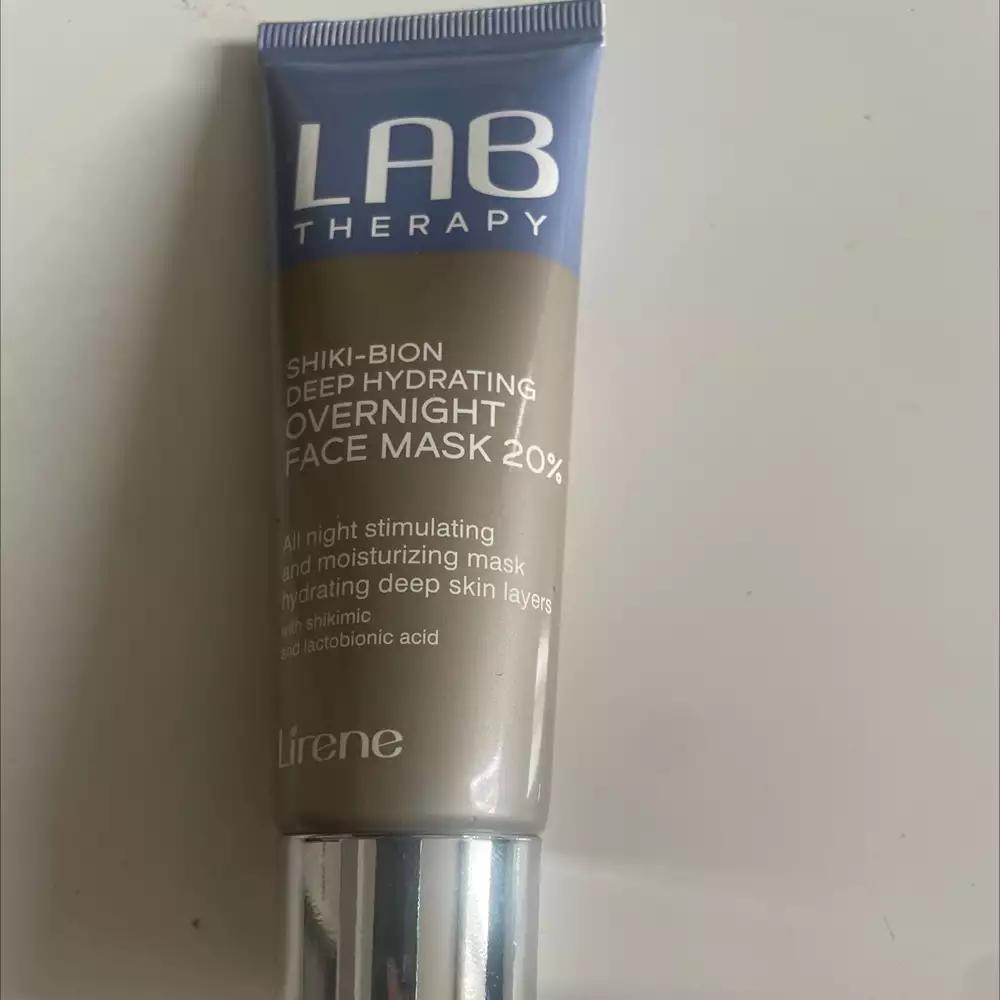 LAB
THERAPY
SHIKI-BION
DEEP HYDRATING
OVERNIGHT
FACE MASK 20%
All night stimulating
and moisturizing mask
hydrating deep skin layers
with shikimic
and lactobionic acid
Lirene